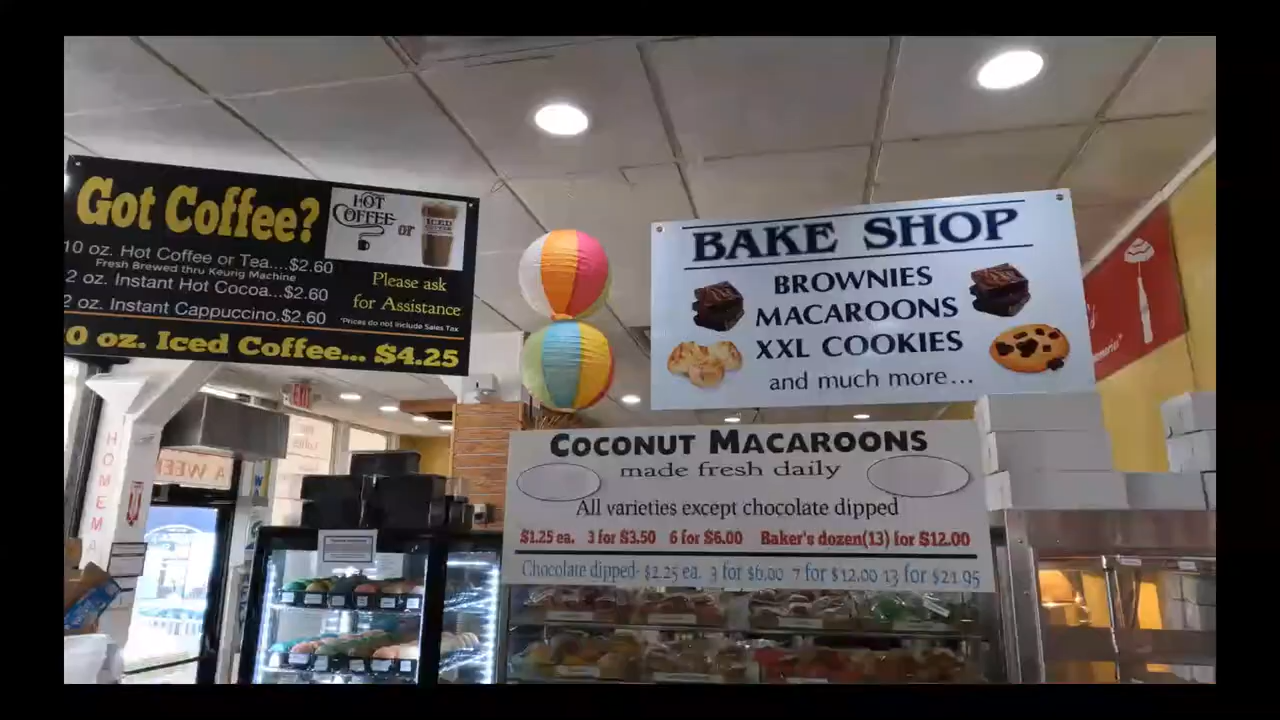 Got Coffee?
HOT
COFFEE
or
ICED
10 oz. Hot Coffee or Tea....$2.60
Fresh Brewed thru Keurig Machine
2 oz. Instant Hot Cocoa...$2.60
2 oz. Instant Cappuccino.$2.60
Please ask
for Assistance
*Prices do not include Sales Tax
0 oz. Iced Coffee... $4.25
BAKE SHOP
BROWNIES
MACAROONS
XXL COOKIES
and much more...
COCONUT MACAROONS
made fresh daily
All varieties except chocolate dipped
$1.25 ea. 3 for $3.50 6 for $6.00 Baker's dozen(13) for $12.00
Chocolate dipped- $2.25 ea. 3 for $6.00 7 for $12.00 13 for $21.95
EXIT
HOMEMA
A WEE